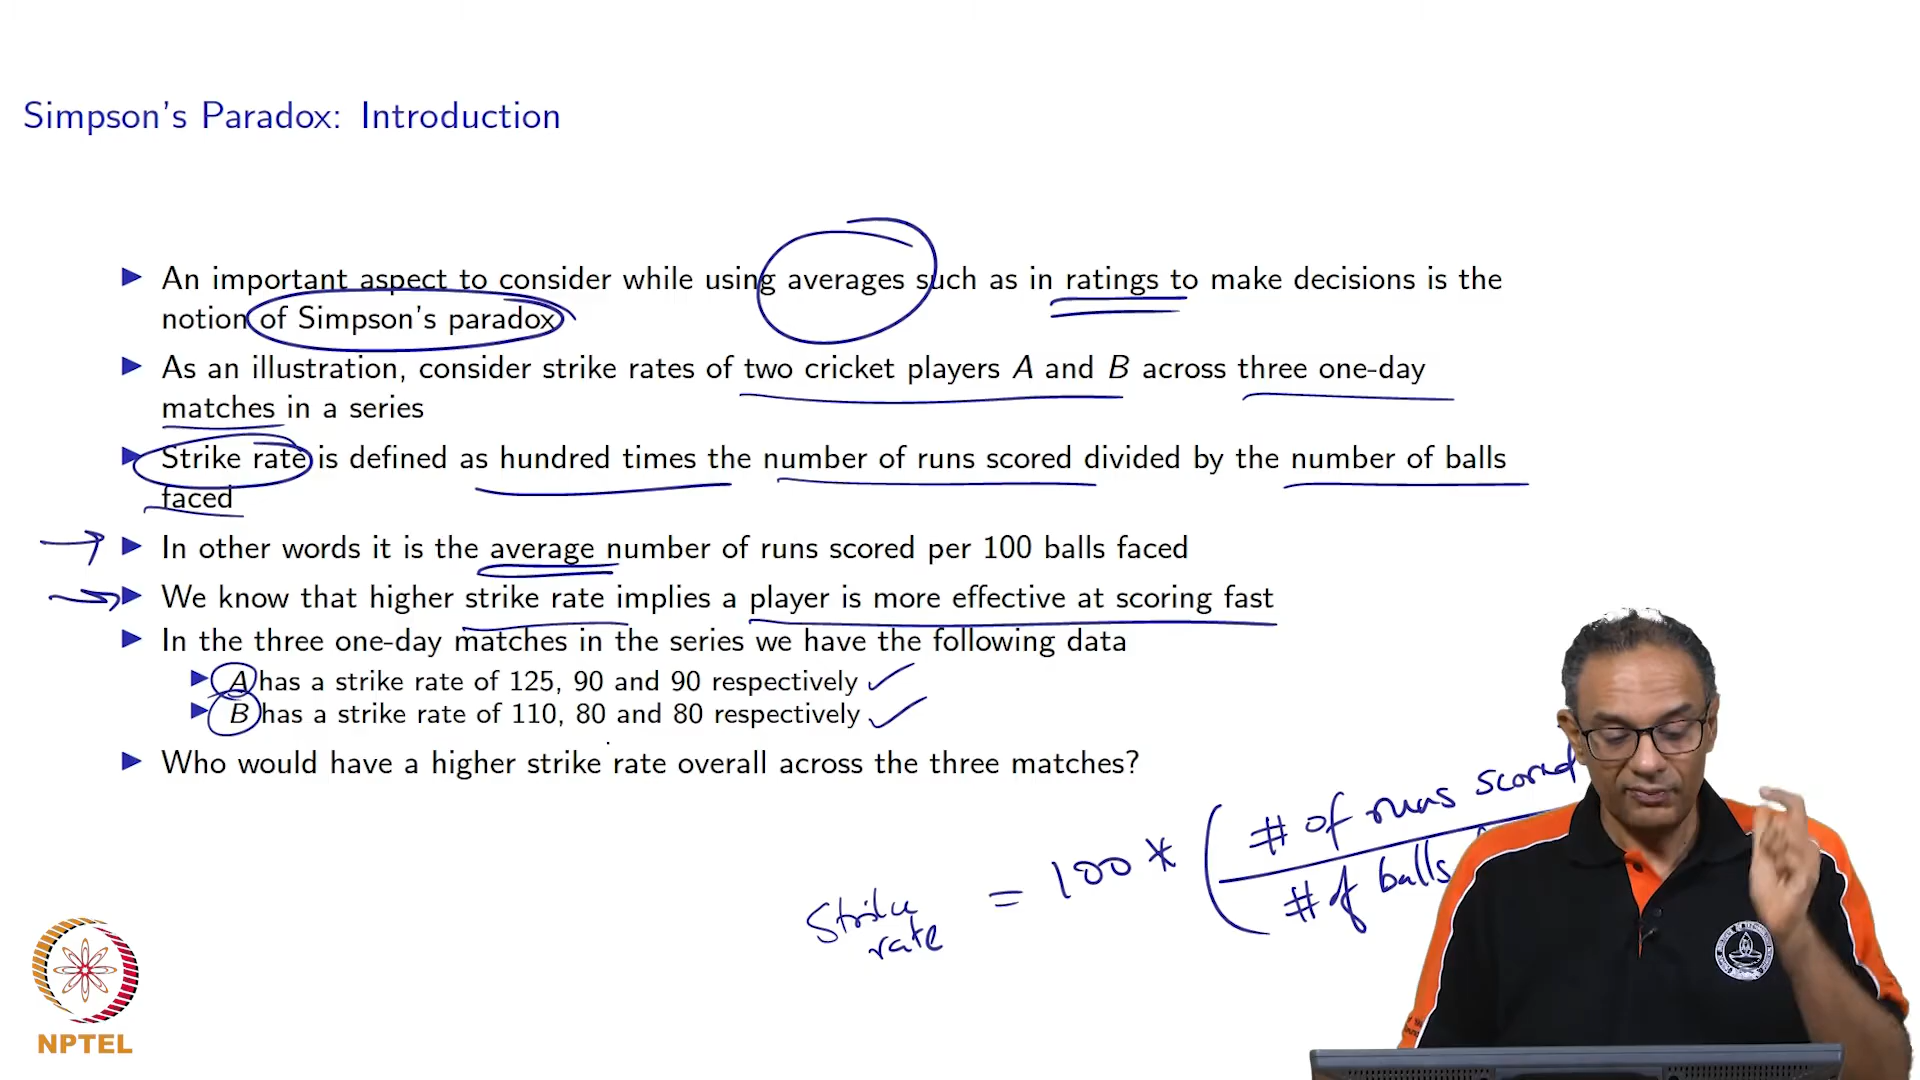 Simpson's Paradox: Introduction
An important aspect to consider while using averages such as in ratings to make decisions is the
notion of Simpson's paradox
As an illustration, consider strike rates of two cricket players A and B across three one-day
matches in a series
Strike rate is defined as hundred times the number of runs scored divided by the number of balls
faced
In other words it is the average number of runs scored per 100 balls faced
We know that higher strike rate implies a player is more effective at scoring fast
In the three one-day matches in the series we have the following data
A has a strike rate of 125, 90 and 90 respectively
B has a strike rate of 110, 80 and 80 respectively
Who would have a higher strike rate overall across the three matches?
Strike
rate = 100 * ( # of runs scored
# of balls
NPTEL